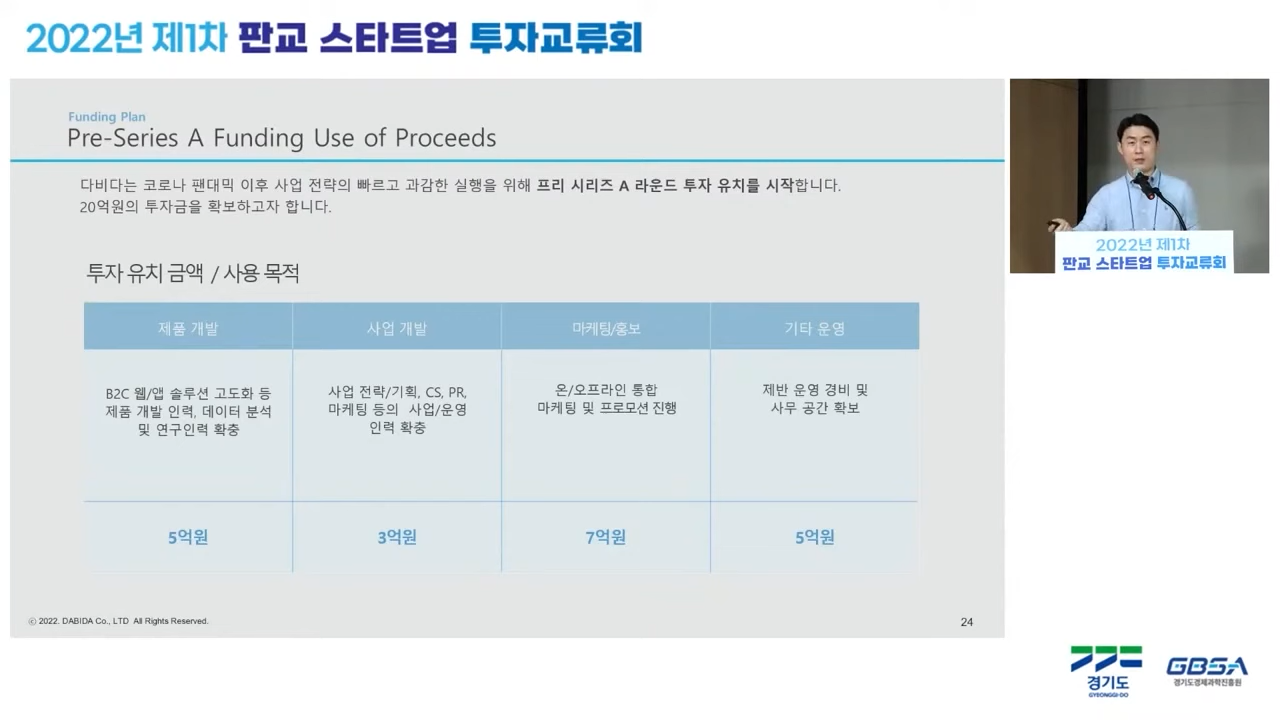 2022년 제1차 판교 스타트업 투자교류회
Funding Plan
Pre-Series A Funding Use of Proceeds
다비다는 코로나 팬대믹 이후 사업 전략의 빠르고 과감한 실행을 위해 프리 시리즈 A 라운드 투자 유치를 시작합니다.
20억원의 투자금을 확보하고자 합니다.
투자 유치 금액 / 사용 목적
제품 개발
사업 개발
마케팅/홍보
기타 운영
B2C 웹/앱 솔루션 고도화 등
제품 개발 인력, 데이터 분석
및 연구인력 확충
사업 전략/기획, CS, PR,
마케팅 등의 사업/운영
인력 확충
온/오프라인 통합
마케팅 및 프로모션 진행
제반 운영 경비 및
사무 공간 확보
5억원
3억원
7억원
5억원
ⓒ 2022. DABIDA Co., LTD All Rights Reserved.
24
2022년 제1차
판교 스타트업 투자교류회
경기도
GYEONGGI-DO
GBSA
경기도경제과학진흥원